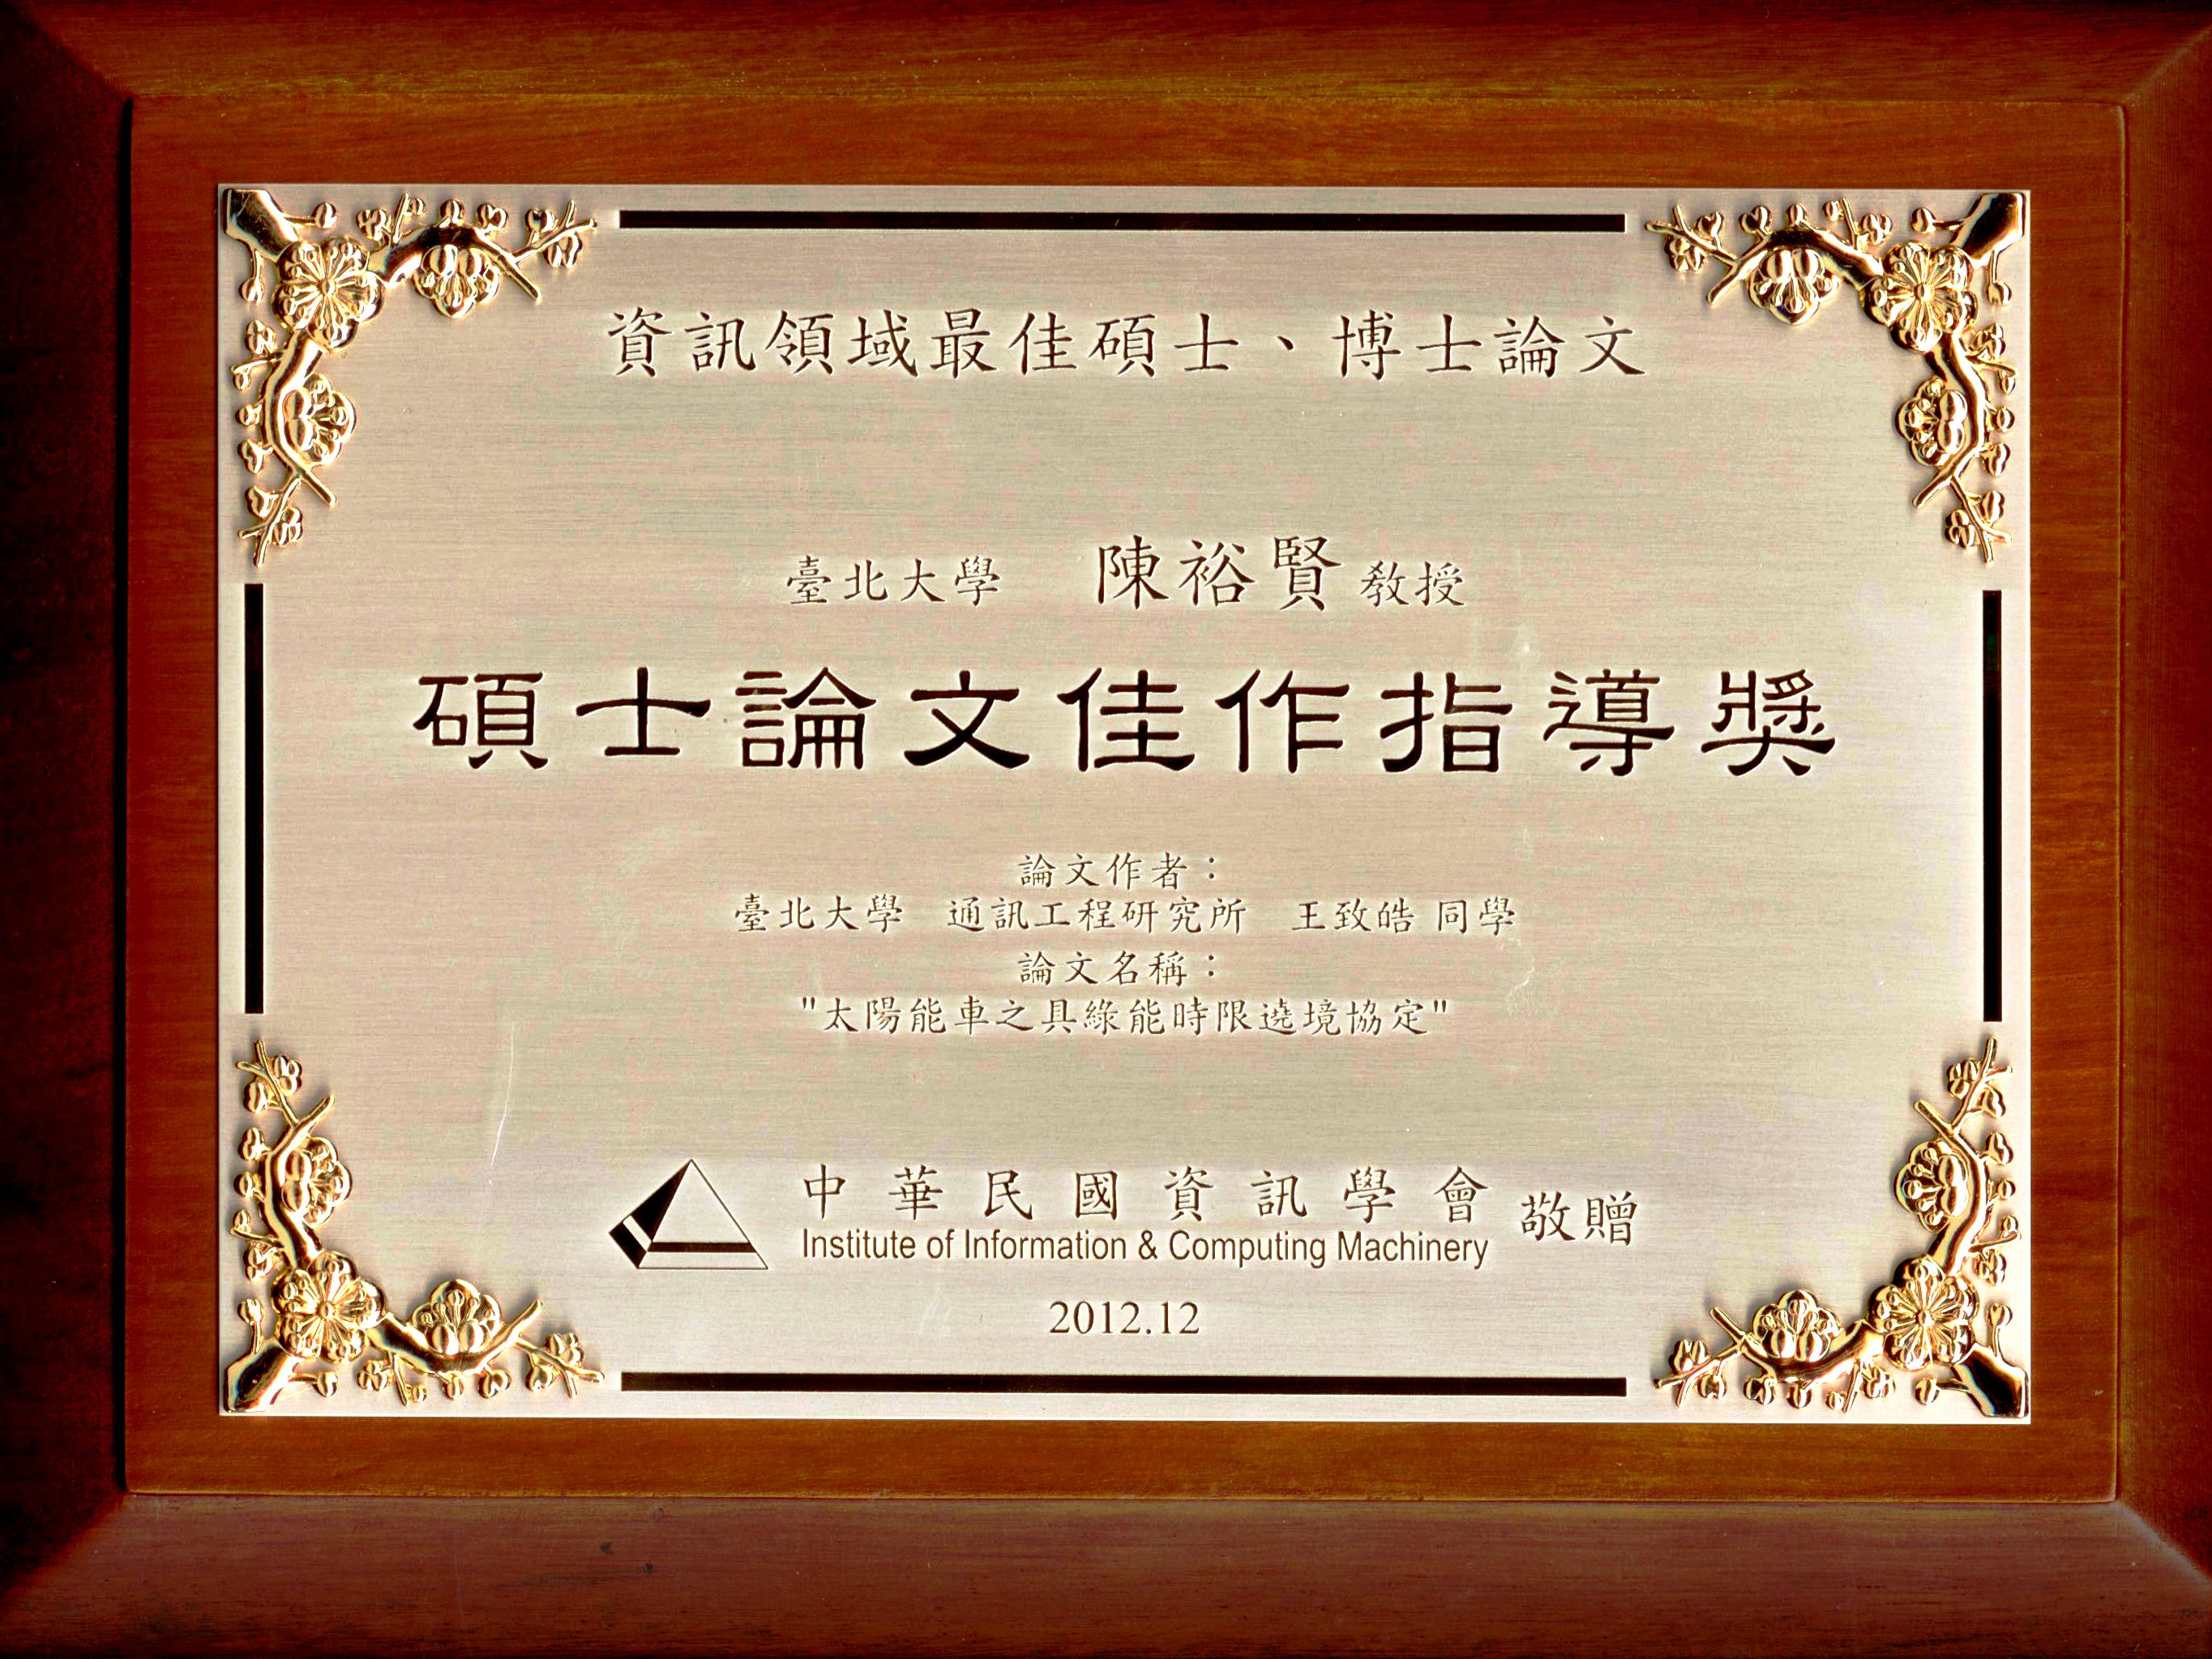 資訊領域最佳碩士、博士論文
臺北大學 陳裕賢 教授
碩士論文佳作指導獎
論文作者：
臺北大學 通訊工程研究所 王致皓 同學
論文名稱：
"太陽能車之具綠能時限遶境協定"
中華民國資訊學會 敬贈
Institute of Information & Computing Machinery
2012.12